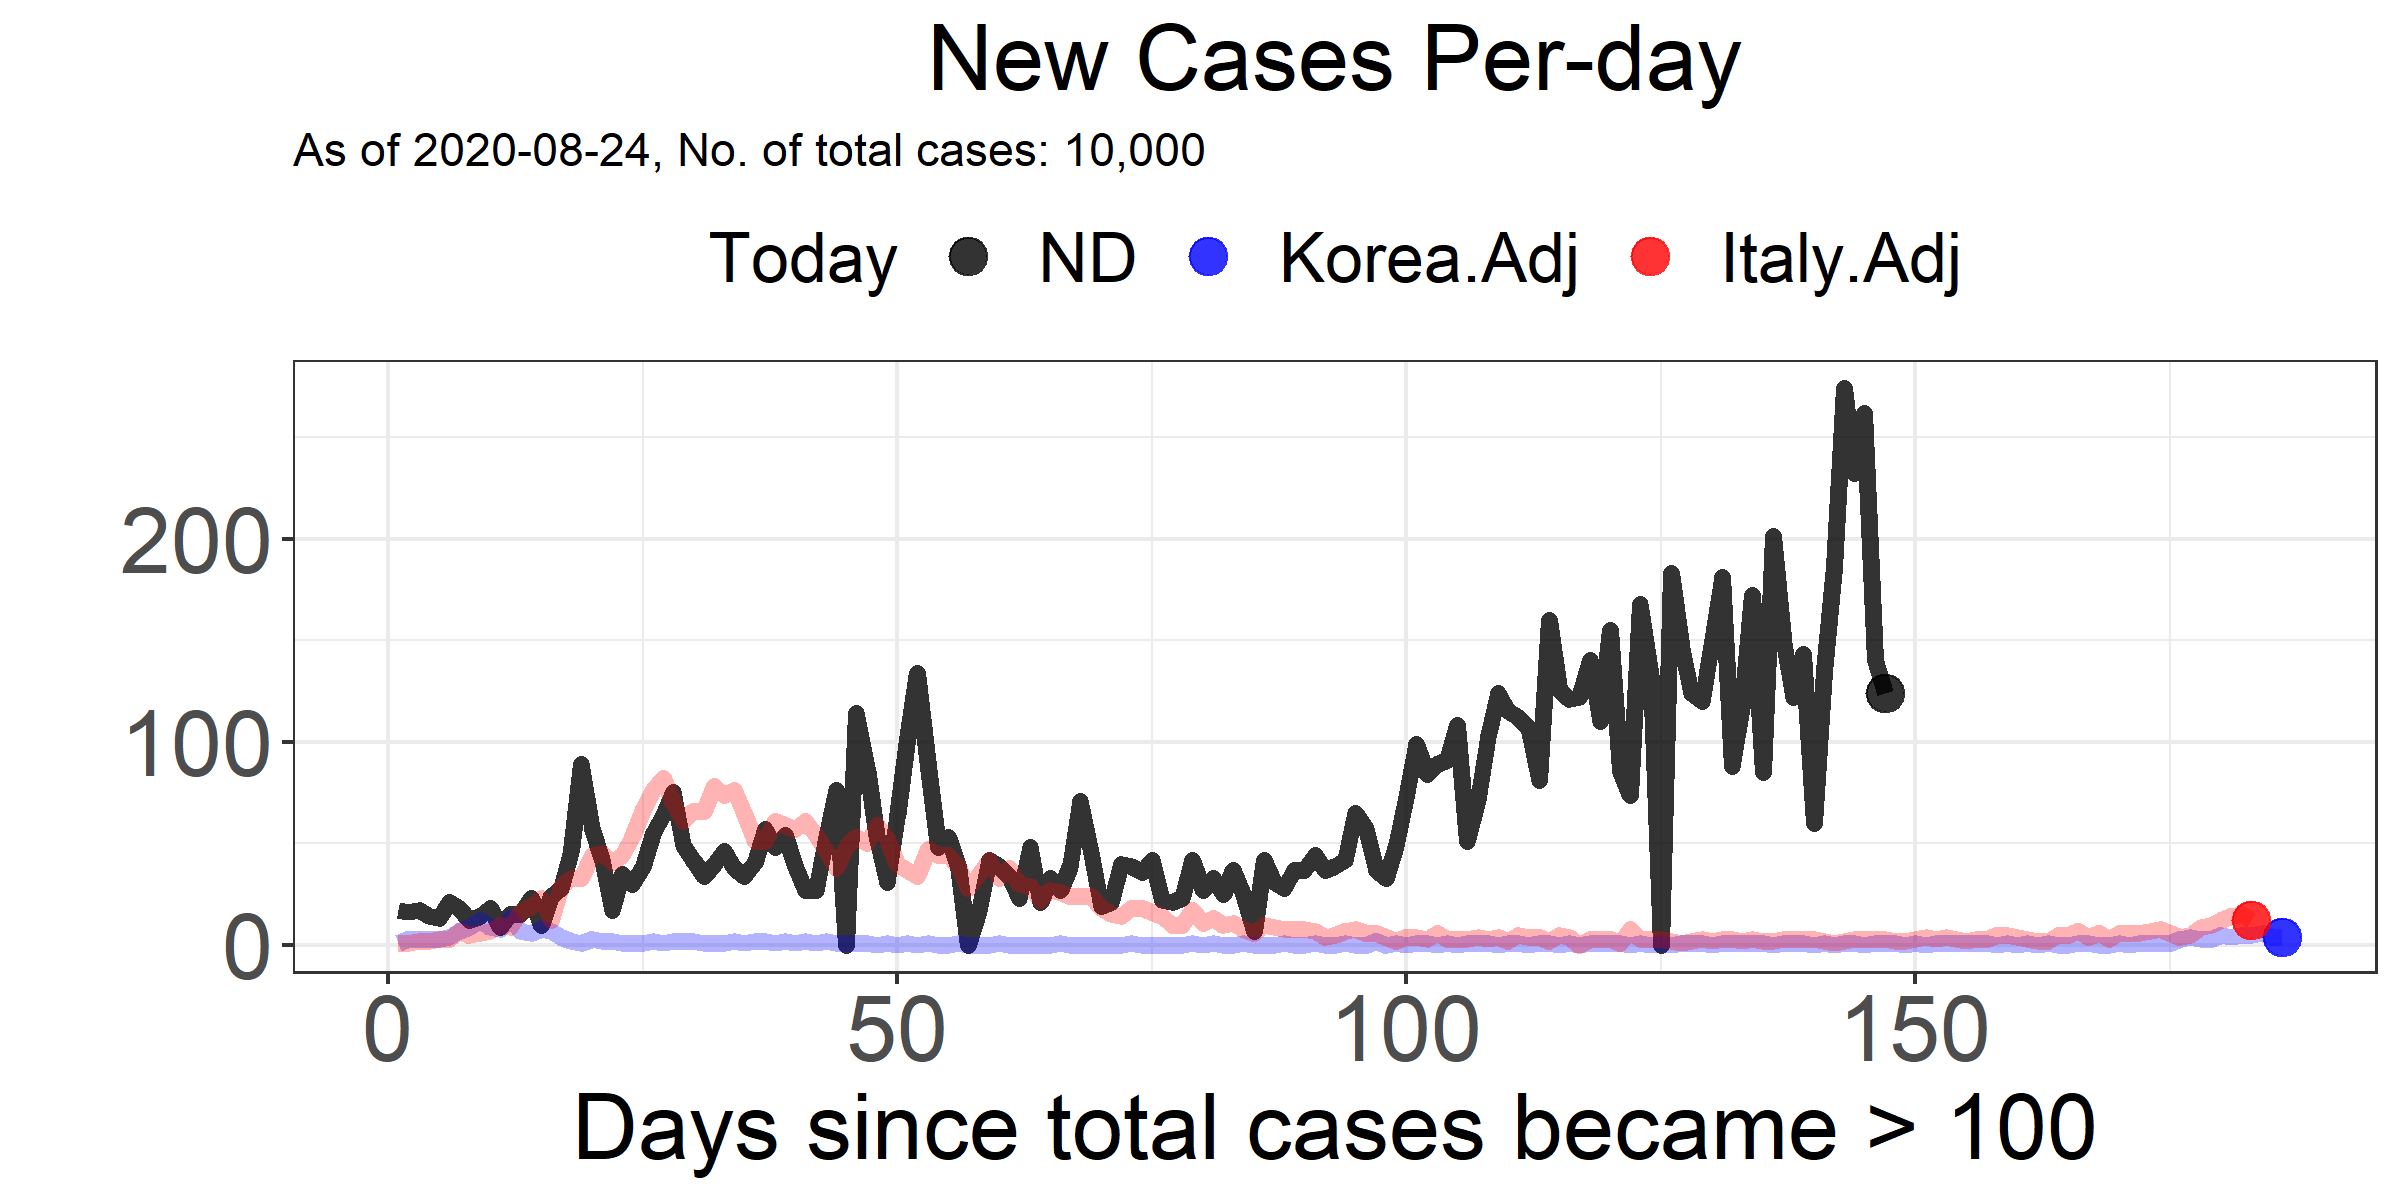 New Cases Per-day
As of 2020-08-24, No. of total cases: 10,000
Today ND Korea.Adj Italy.Adj
200
100
0
0 50 100 150
Days since total cases became > 100